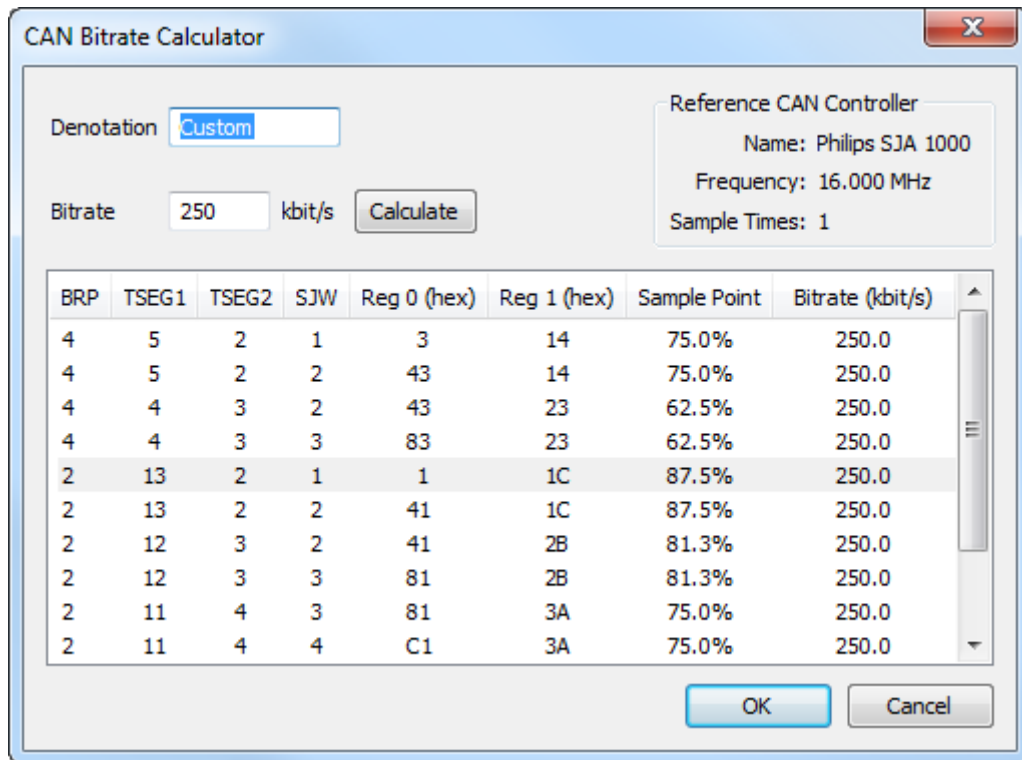 CAN Bitrate Calculator
Denotation Custom
Reference CAN Controller
Name: Philips SJA 1000
Frequency: 16.000 MHz
Sample Times: 1
Bitrate 250 kbit/s Calculate
BRP TSEG1 TSEG2 SJW Reg 0 (hex) Reg 1 (hex) Sample Point Bitrate (kbit/s)
4 5 2 1 3 14 75.0% 250.0
4 5 2 2 43 14 75.0% 250.0
4 4 3 2 43 23 62.5% 250.0
4 4 3 3 83 23 62.5% 250.0
2 13 2 1 1 1C 87.5% 250.0
2 13 2 2 41 1C 87.5% 250.0
2 12 3 2 41 2B 81.3% 250.0
2 12 3 3 81 2B 81.3% 250.0
2 11 4 3 81 3A 75.0% 250.0
2 11 4 4 C1 3A 75.0% 250.0
OK Cancel